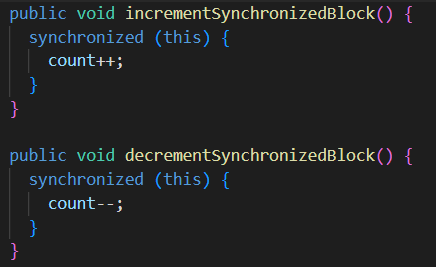 public void incrementSynchronizedBlock() {
  synchronized (this) {
    count++;
  }
}

public void decrementSynchronizedBlock() {
  synchronized (this) {
    count--;
  }
}